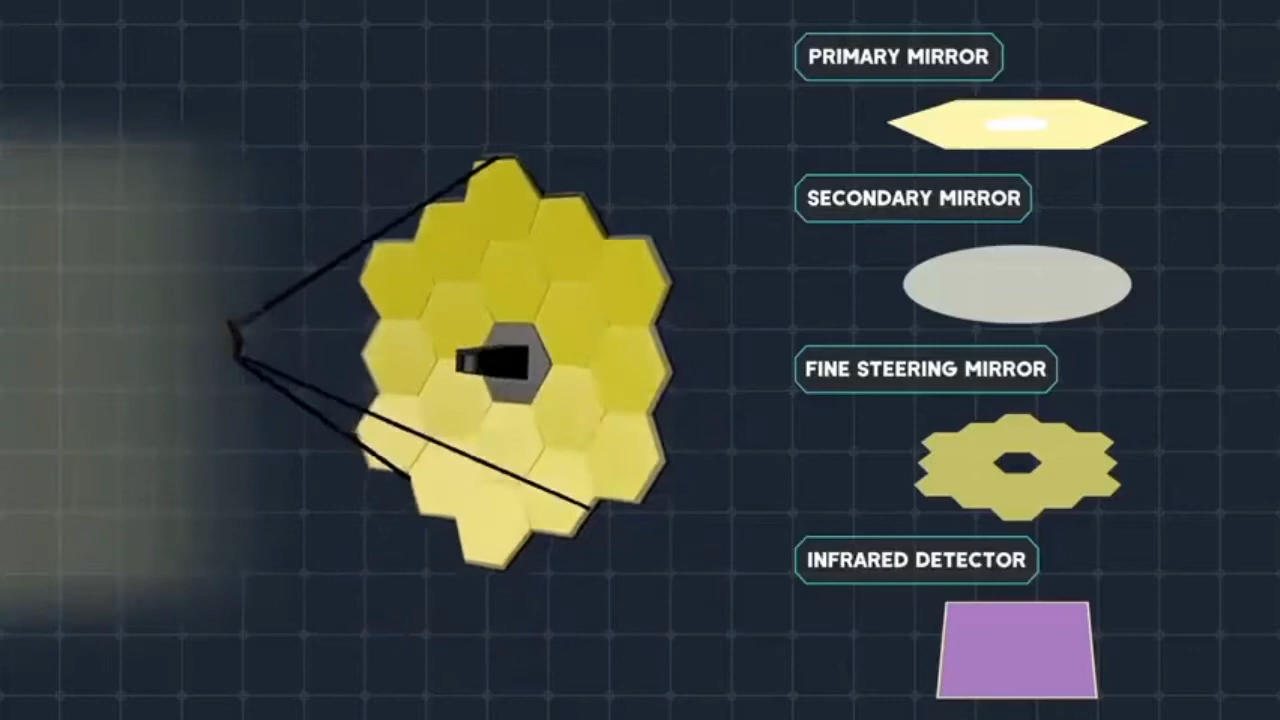 PRIMARY MIRROR
SECONDARY MIRROR
FINE STEERING MIRROR
INFRARED DETECTOR